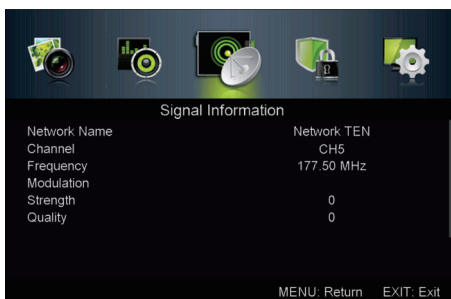 Signal Information
Network Name Network TEN
Channel CH5
Frequency 177.50 MHz
Modulation
Strength 0
Quality 0
MENU: Return EXIT: Exit